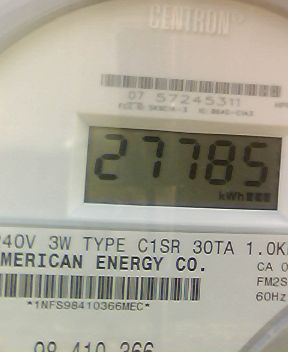 CENTRON
07 57245311
27785
kWh
240V 3W TYPE C1SR 30TA 1.0K
AMERICAN ENERGY CO.
CA 0
FM2S
60Hz
*1NFS98410366MEC*
98 410 366